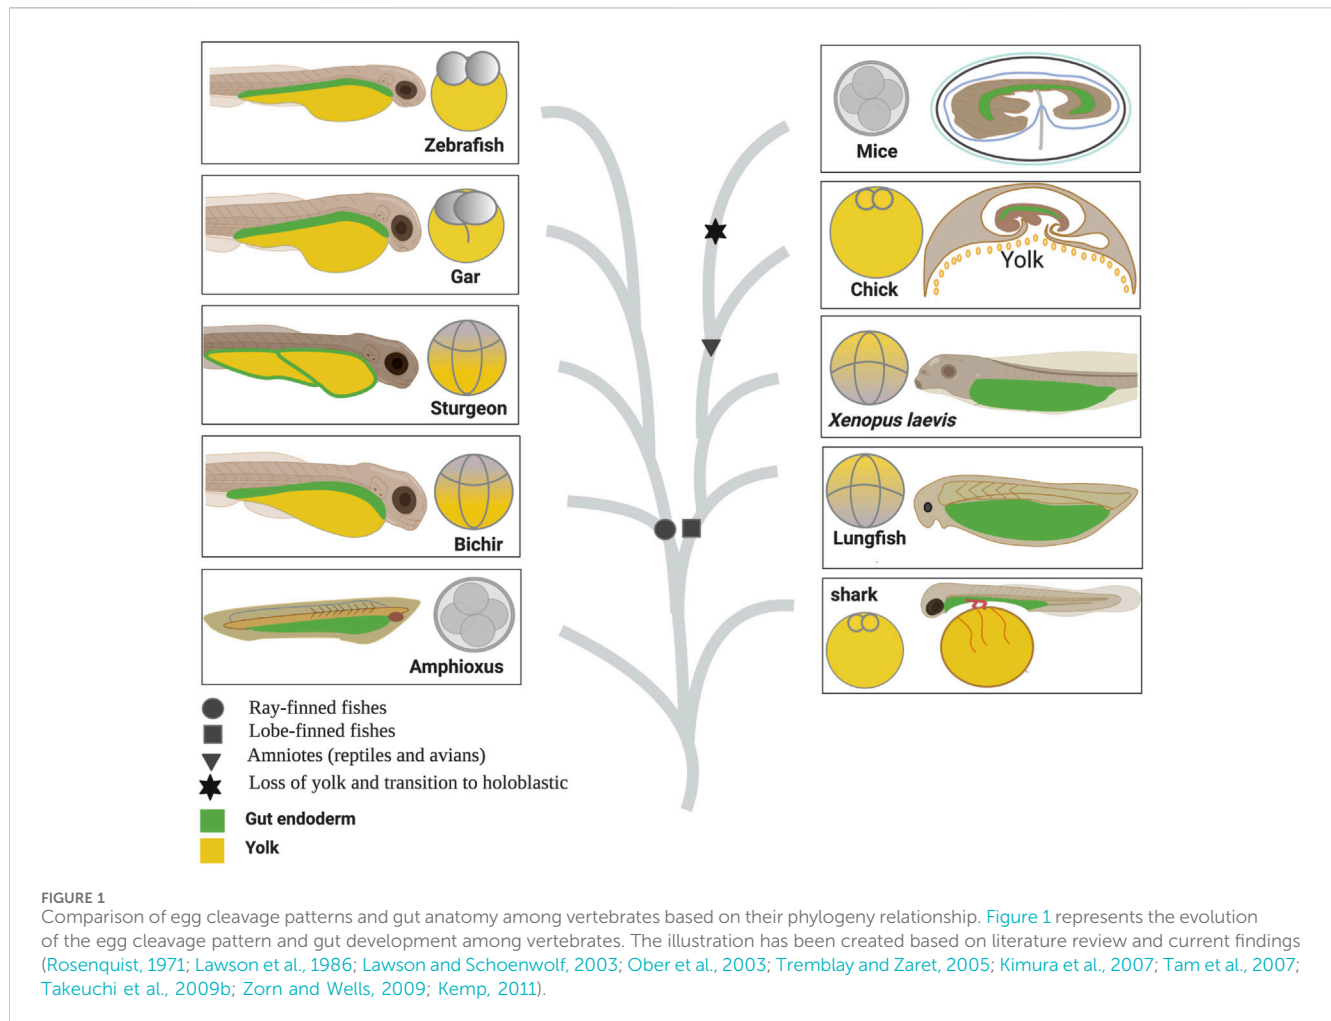 Zebrafish
Gar
Sturgeon
Bichir
Amphioxus
Mice
Chick
Yolk
Xenopus laevis
Lungfish
shark
Ray-finned fishes
Lobe-finned fishes
Amniotes (reptiles and avians)
Loss of yolk and transition to holoblastic
Gut endoderm
Yolk
FIGURE 1
Comparison of egg cleavage patterns and gut anatomy among vertebrates based on their phylogeny relationship. Figure 1 represents the evolution
of the egg cleavage pattern and gut development among vertebrates. The illustration has been created based on literature review and current findings
(Rosenquist, 1971; Lawson et al., 1986; Lawson and Schoenwolf, 2003; Ober et al., 2003; Tremblay and Zaret, 2005; Kimura et al., 2007; Tam et al., 2007;
Takeuchi et al., 2009b; Zorn and Wells, 2009; Kemp, 2011).